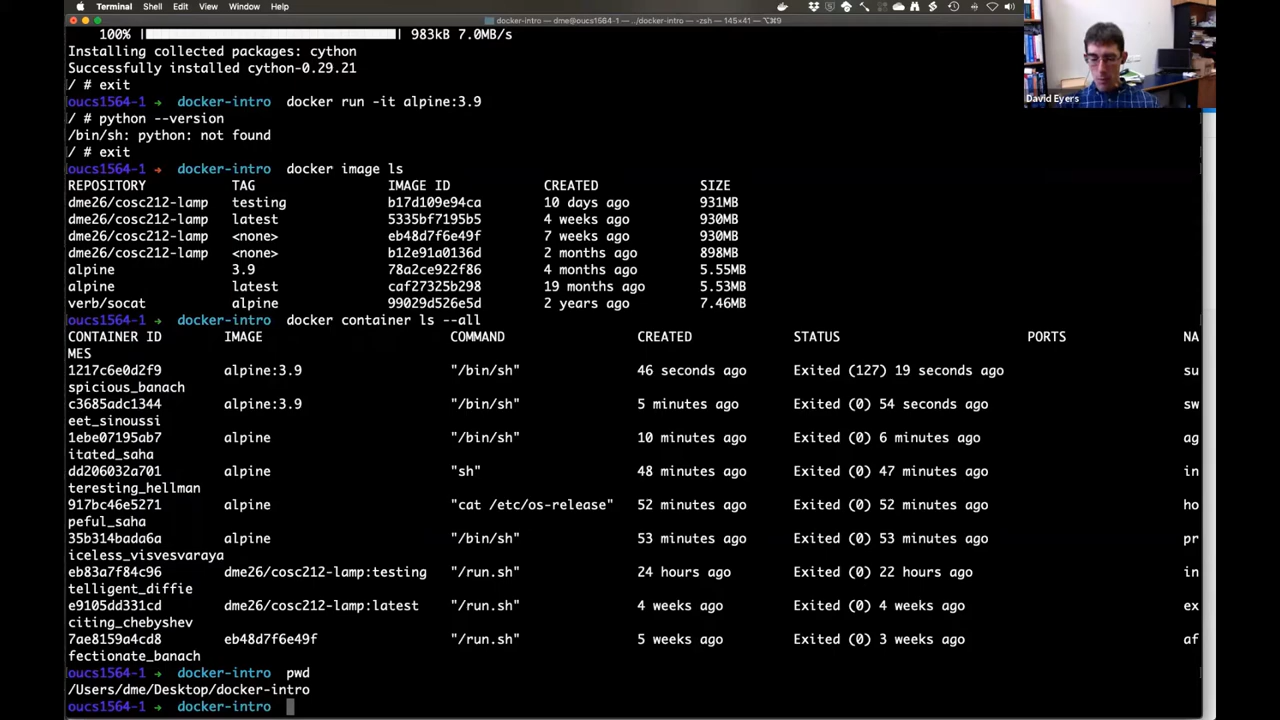 Terminal Shell Edit View Window Help
docker-intro — dme@oucs1564-1 — ../docker-intro — -zsh — 145×41 — ⌥⌘9
100% |████████████████████████████████| 983kB 7.0MB/s
Installing collected packages: cython
Successfully installed cython-0.29.21
/ # exit
oucs1564-1 → docker-intro docker run -it alpine:3.9
/ # python --version
/bin/sh: python: not found
/ # exit
oucs1564-1 → docker-intro docker image ls
REPOSITORY TAG IMAGE ID CREATED SIZE
dme26/cosc212-lamp testing b17d109e94ca 10 days ago 931MB
dme26/cosc212-lamp latest 5335bf7195b5 4 weeks ago 930MB
dme26/cosc212-lamp <none> eb48d7f6e49f 7 weeks ago 930MB
dme26/cosc212-lamp <none> b12e91a0136d 2 months ago 898MB
alpine 3.9 78a2ce922f86 4 months ago 5.55MB
alpine latest caf27325b298 19 months ago 5.53MB
verb/socat alpine 99029d526e5d 2 years ago 7.46MB
oucs1564-1 → docker-intro docker container ls --all
CONTAINER ID IMAGE COMMAND CREATED STATUS PORTS NA
MES
1217c6e0d2f9 alpine:3.9 "/bin/sh" 46 seconds ago Exited (127) 19 seconds ago su
spicious_banach
c3685adc1344 alpine:3.9 "/bin/sh" 5 minutes ago Exited (0) 54 seconds ago sw
eet_sinoussi
1ebe07195ab7 alpine "/bin/sh" 10 minutes ago Exited (0) 6 minutes ago ag
itated_saha
dd206032a701 alpine "sh" 48 minutes ago Exited (0) 47 minutes ago in
teresting_hellman
917bc46e5271 alpine "cat /etc/os-release" 52 minutes ago Exited (0) 52 minutes ago ho
peful_saha
35b314bada6a alpine "/bin/sh" 53 minutes ago Exited (0) 53 minutes ago pr
iceless_visvesvaraya
eb83a7f84c96 dme26/cosc212-lamp:testing "/run.sh" 24 hours ago Exited (0) 22 hours ago in
telligent_diffie
e9105dd331cd dme26/cosc212-lamp:latest "/run.sh" 4 weeks ago Exited (0) 4 weeks ago ex
citing_chebyshev
7ae8159a4cd8 eb48d7f6e49f "/run.sh" 5 weeks ago Exited (0) 3 weeks ago af
fectionate_banach
oucs1564-1 → docker-intro pwd
/Users/dme/Desktop/docker-intro
oucs1564-1 → docker-intro
David Eyers